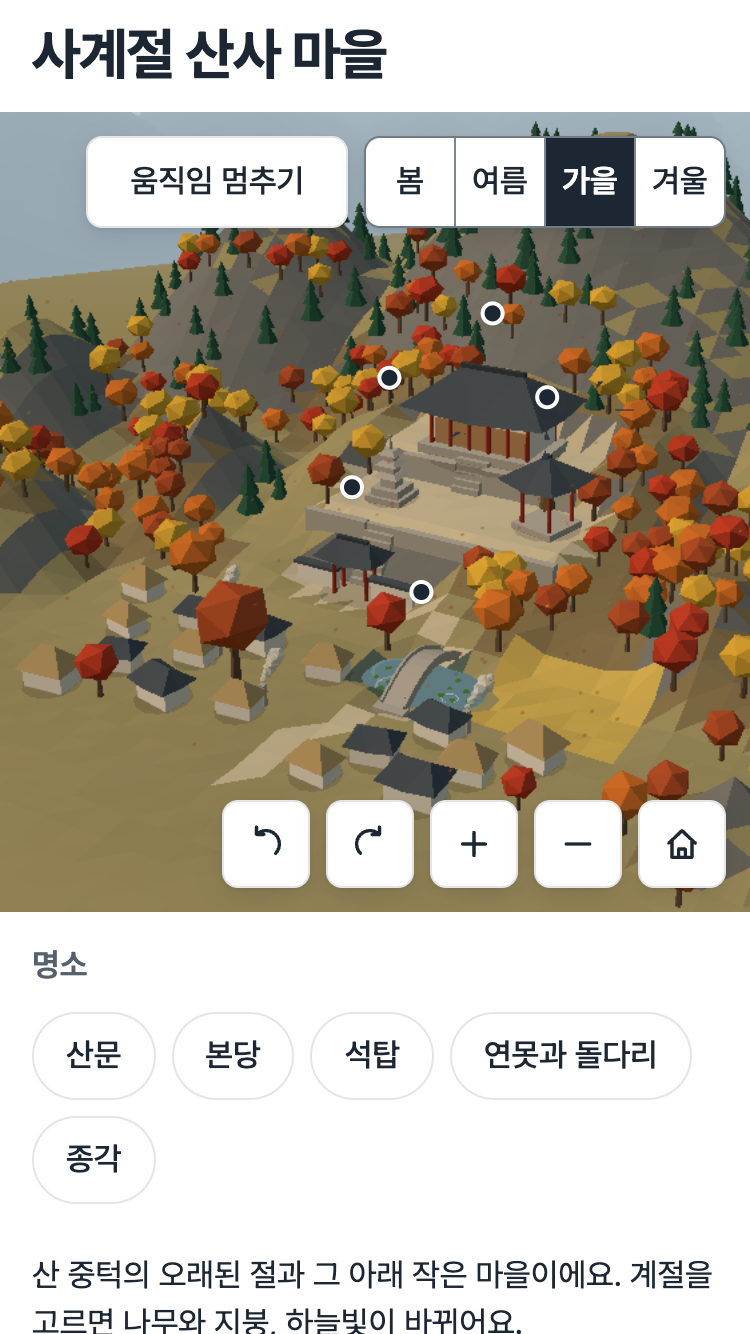 사계절 산사 마을
움직임 멈추기
봄 여름 가을 겨울
명소
산문 본당 석탑 연못과 돌다리
종각
산 중턱의 오래된 절과 그 아래 작은 마을이에요. 계절을
고르면 나무와 지붕, 하늘빛이 바뀌어요.